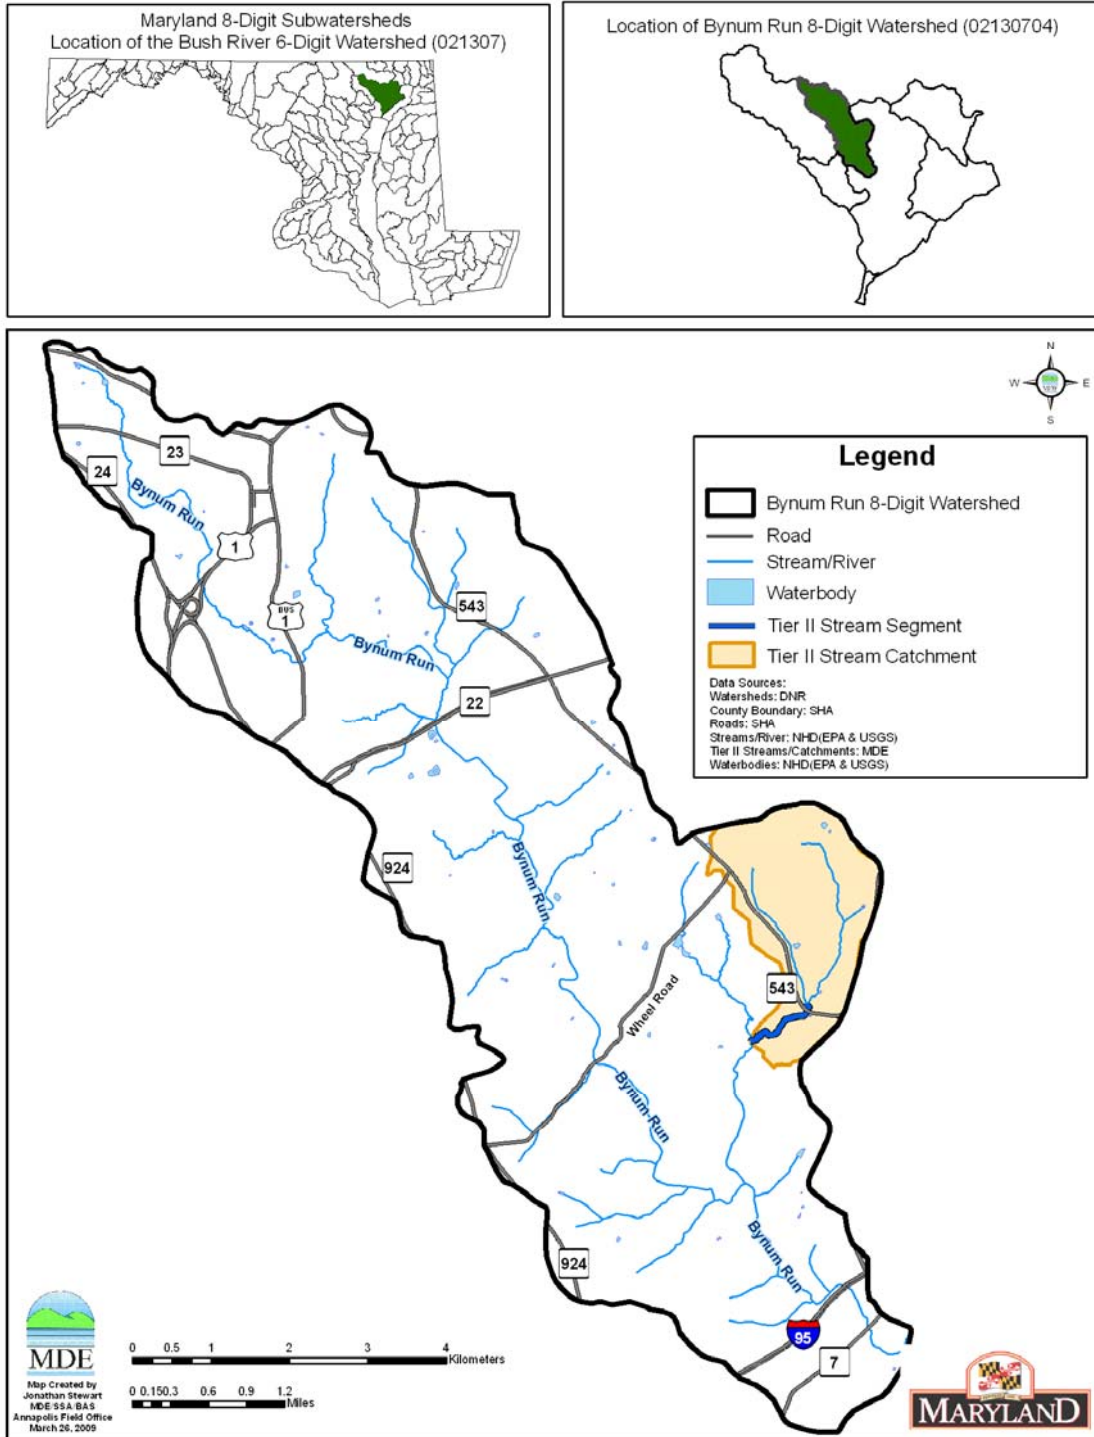 Maryland 8-Digit Subwatersheds
Location of the Bush River 6-Digit Watershed (021307)
Location of Bynum Run 8-Digit Watershed (02130704)
N
W
E
S
Legend
Bynum Run 8-Digit Watershed
Road
Stream/River
Waterbody
Tier II Stream Segment
Tier II Stream Catchment
Data Sources:
Watersheds: DNR
County Boundary: SHA
Roads: SHA
Streams/River: NHD(EPA & USGS)
Tier II Streams/Catchments: MDE
Waterbodies: NHD(EPA & USGS)
23
24
Bynum Run
1
BUS
1
543
Bynum Run
22
924
Bynum Run
543
Wheel Road
Bynum-Run
Bynum Run
924
95
7
MDE
Map Created by
Jonathan Stewart
MDE/SSA/BAS
Annapolis Field Office
March 26, 2009
0 0.5 1 2 3 4
Kilometers
0 0.150.3 0.6 0.9 1.2
Miles
MARYLAND